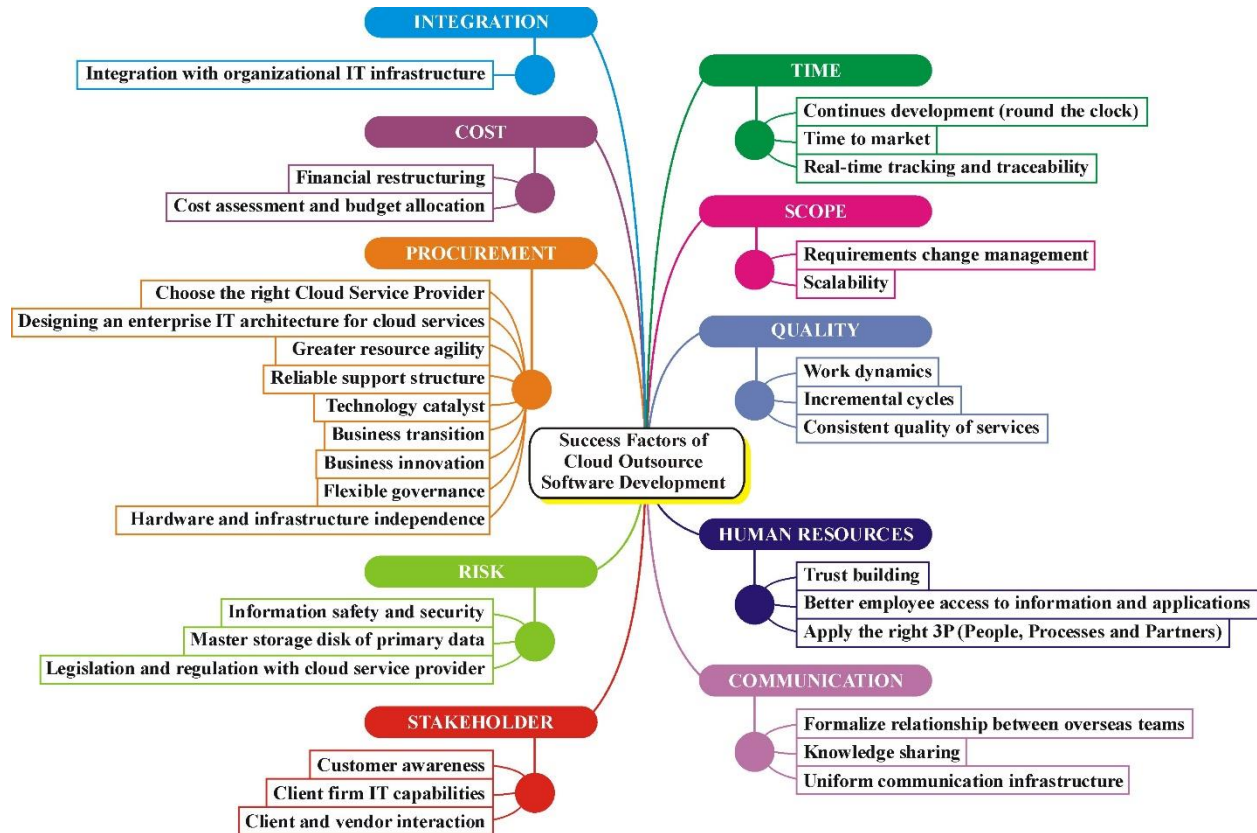 INTEGRATION
Integration with organizational IT infrastructure
COST
Financial restructuring
Cost assessment and budget allocation
PROCUREMENT
Choose the right Cloud Service Provider
Designing an enterprise IT architecture for cloud services
Greater resource agility
Reliable support structure
Technology catalyst
Business transition
Business innovation
Flexible governance
Hardware and infrastructure independence
RISK
Information safety and security
Master storage disk of primary data
Legislation and regulation with cloud service provider
STAKEHOLDER
Customer awareness
Client firm IT capabilities
Client and vendor interaction
Success Factors of
Cloud Outsource
Software Development
TIME
Continues development (round the clock)
Time to market
Real-time tracking and traceability
SCOPE
Requirements change management
Scalability
QUALITY
Work dynamics
Incremental cycles
Consistent quality of services
HUMAN RESOURCES
Trust building
Better employee access to information and applications
Apply the right 3P (People, Processes and Partners)
COMMUNICATION
Formalize relationship between overseas teams
Knowledge sharing
Uniform communication infrastructure